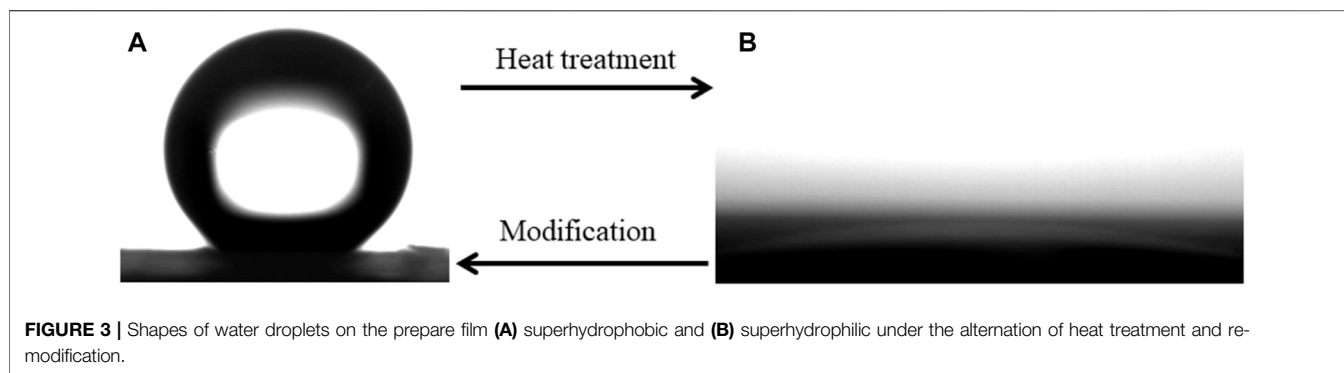 A
Heat treatment
B
Modification
FIGURE 3 | Shapes of water droplets on the prepare film (A) superhydrophobic and (B) superhydrophilic under the alternation of heat treatment and re-
modification.